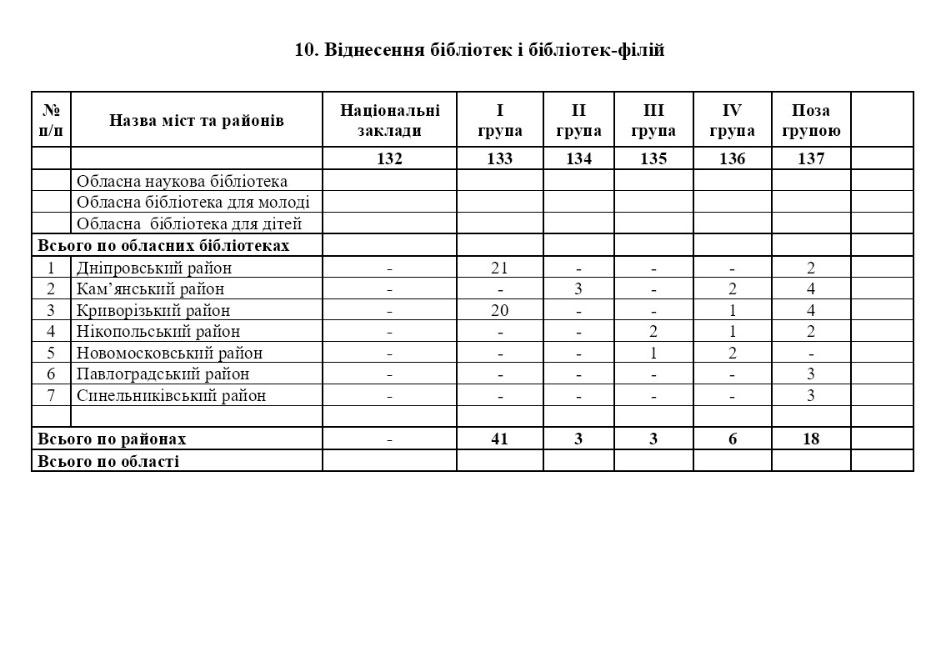 10. Віднесення бібліотек і бібліотек-філій
№ п/п Назва міст та районів Національні заклади І група ІІ група ІІІ група IV група Поза групою
132 133 134 135 136 137
Обласна наукова бібліотека
Обласна бібліотека для молоді
Обласна бібліотека для дітей
Всього по обласних бібліотеках
1 Дніпровський район - 21 - - - 2
2 Кам’янський район - - 3 - 2 4
3 Криворізький район - 20 - - 1 4
4 Нікопольський район - - - 2 1 2
5 Новомосковський район - - - 1 2 -
6 Павлоградський район - - - - - 3
7 Синельниківський район - - - - - 3
Всього по районах - 41 3 3 6 18
Всього по області